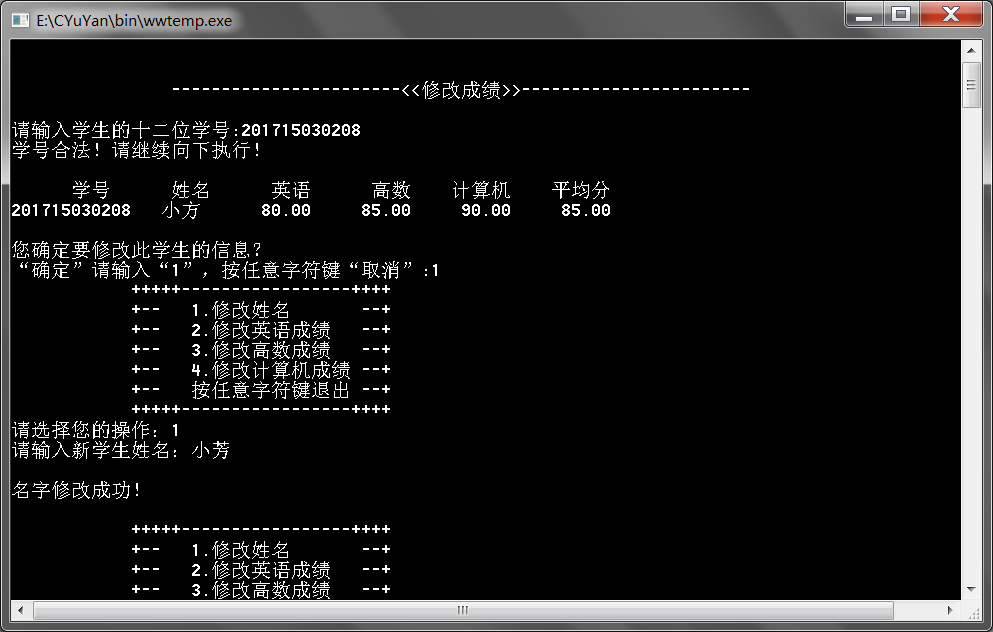 E:\CYuYan\bin\wwtemp.exe
-----------------------<<修改成绩>>-----------------------
请输入学生的十二位学号:201715030208
学号合法！请继续向下执行！
学号 姓名 英语 高数 计算机 平均分
201715030208 小方 80.00 85.00 90.00 85.00
您确定要修改此学生的信息？
“确定”请输入“1”，按任意字符键“取消”:1
+++++-----------------++++
+-- 1.修改姓名 --+
+-- 2.修改英语成绩 --+
+-- 3.修改高数成绩 --+
+-- 4.修改计算机成绩 --+
+-- 按任意字符键退出 --+
+++++-----------------++++
请选择您的操作：1
请输入新学生姓名：小芳
名字修改成功！
+++++-----------------++++
+-- 1.修改姓名 --+
+-- 2.修改英语成绩 --+
+-- 3.修改高数成绩 --+